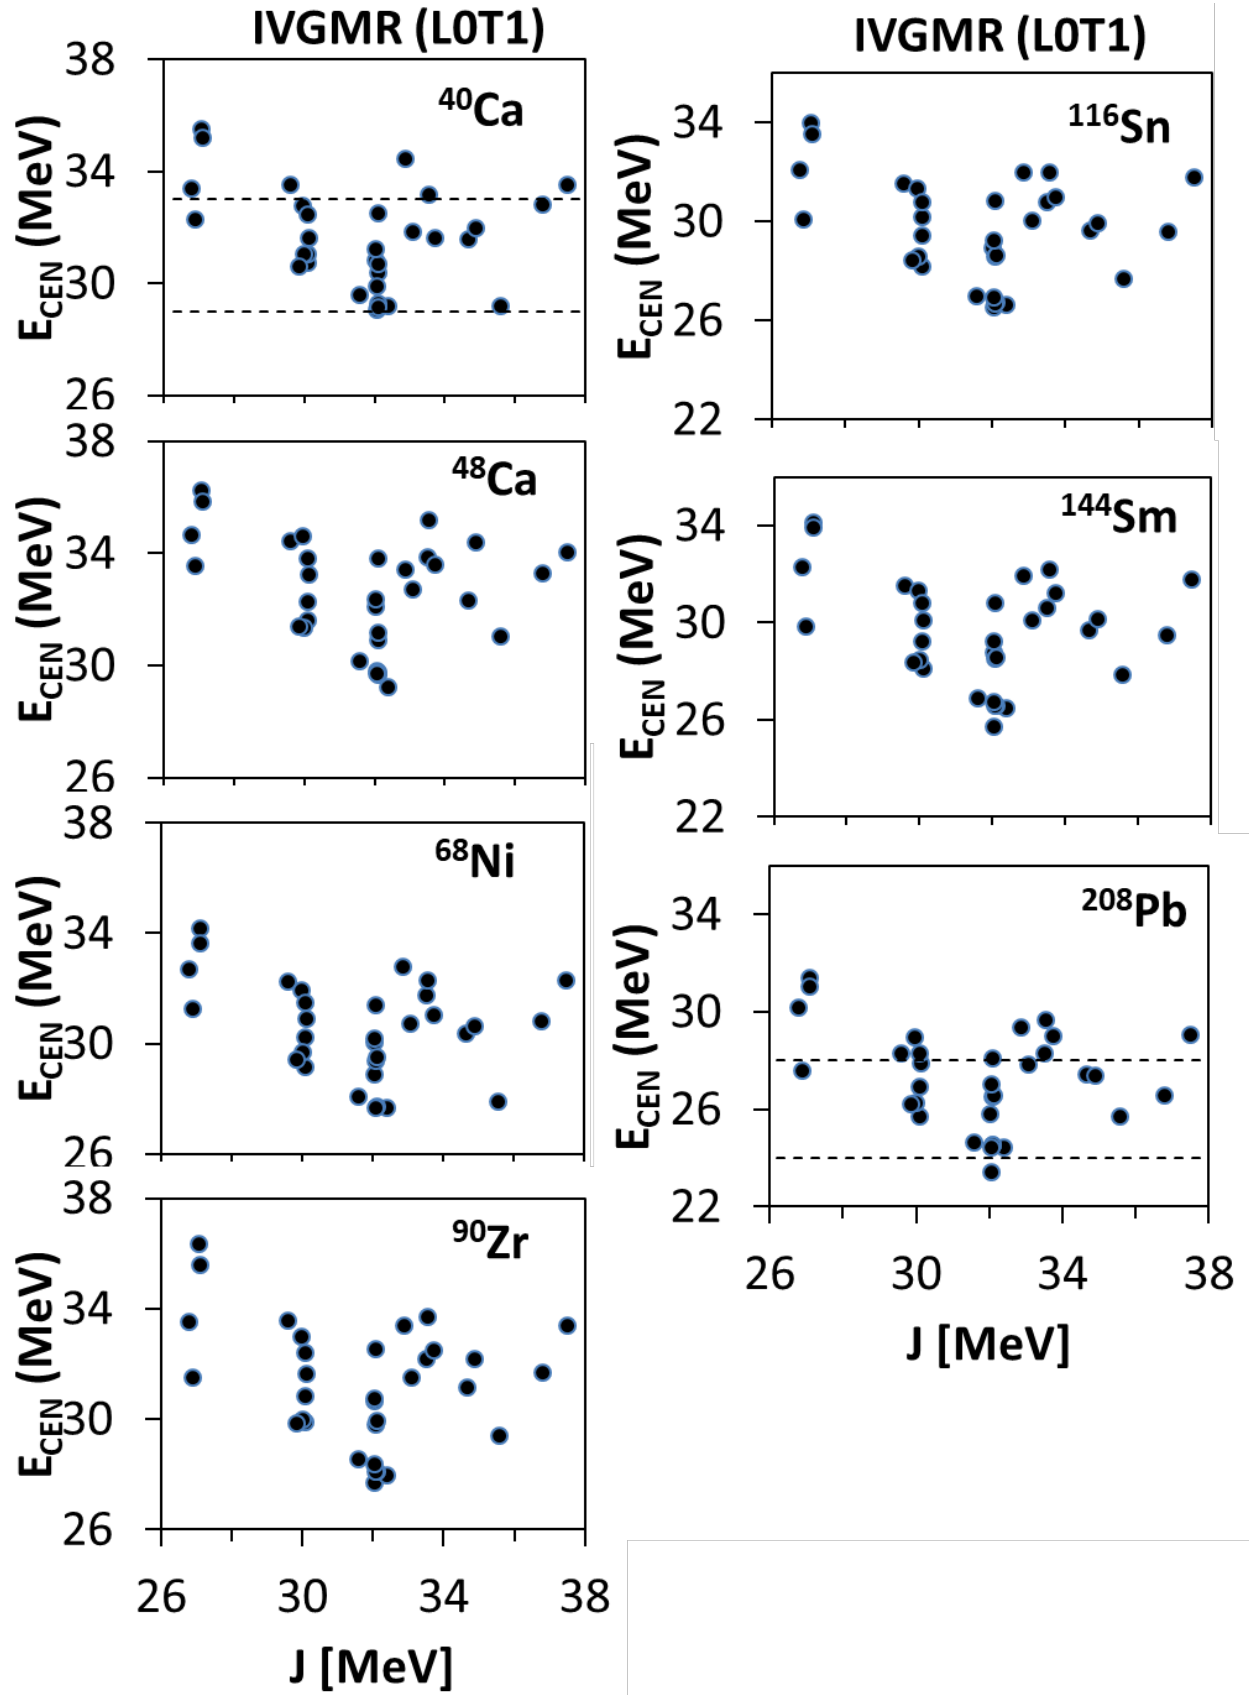 IVGMR (L0T1)
38
34
30
26
E_CEN (MeV)
⁴⁰Ca
38
34
30
26
E_CEN (MeV)
⁴⁸Ca
38
34
30
26
E_CEN (MeV)
⁶⁸Ni
38
34
30
26
E_CEN (MeV)
⁹⁰Zr
26 30 34 38
J [MeV]
IVGMR (L0T1)
34
30
26
22
E_CEN (MeV)
¹¹⁶Sn
34
30
26
22
E_CEN (MeV)
¹⁴⁴Sm
34
30
26
22
E_CEN (MeV)
²⁰⁸Pb
26 30 34 38
J [MeV]